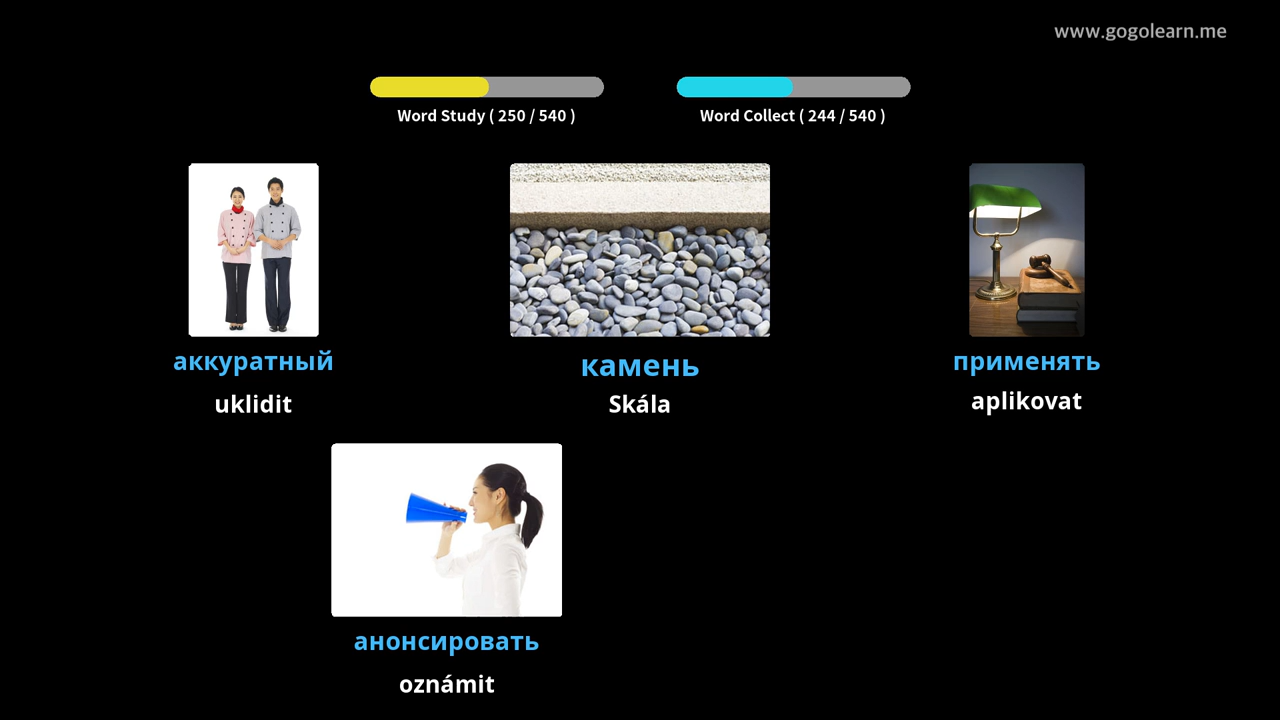 www.gogolearn.me
Word Study ( 250 / 540 )
Word Collect ( 244 / 540 )
аккуратный
uklidit
камень
Skála
применять
aplikovat
анонсировать
oznámit